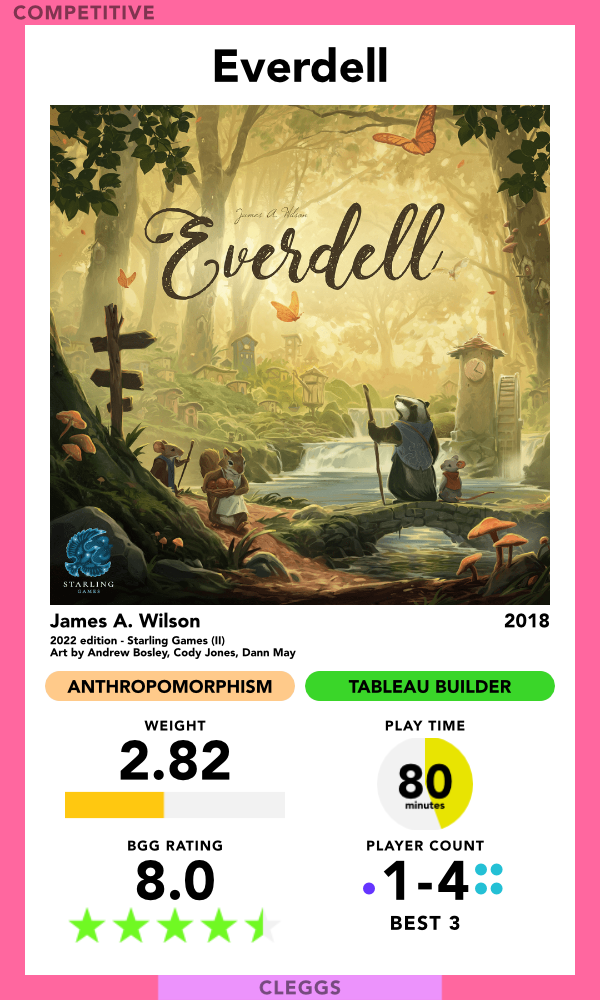 COMPETITIVE
Everdell
James A. Wilson
Everdell
STARLING
GAMES
James A. Wilson 2018
2022 edition - Starling Games (II)
Art by Andrew Bosley, Cody Jones, Dann May
ANTHROPOMORPHISM TABLEAU BUILDER
WEIGHT PLAY TIME
2.82 80
minutes
BGG RATING PLAYER COUNT
8.0 1-4
BEST 3
CLEGGS